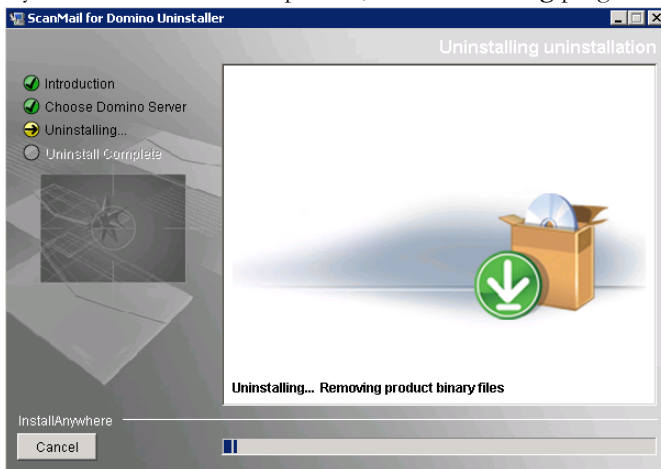 ScanMail for Domino Uninstaller
Uninstalling uninstallation
Introduction
Choose Domino Server
Uninstalling...
Uninstall Complete
Uninstalling... Removing product binary files
InstallAnywhere
Cancel